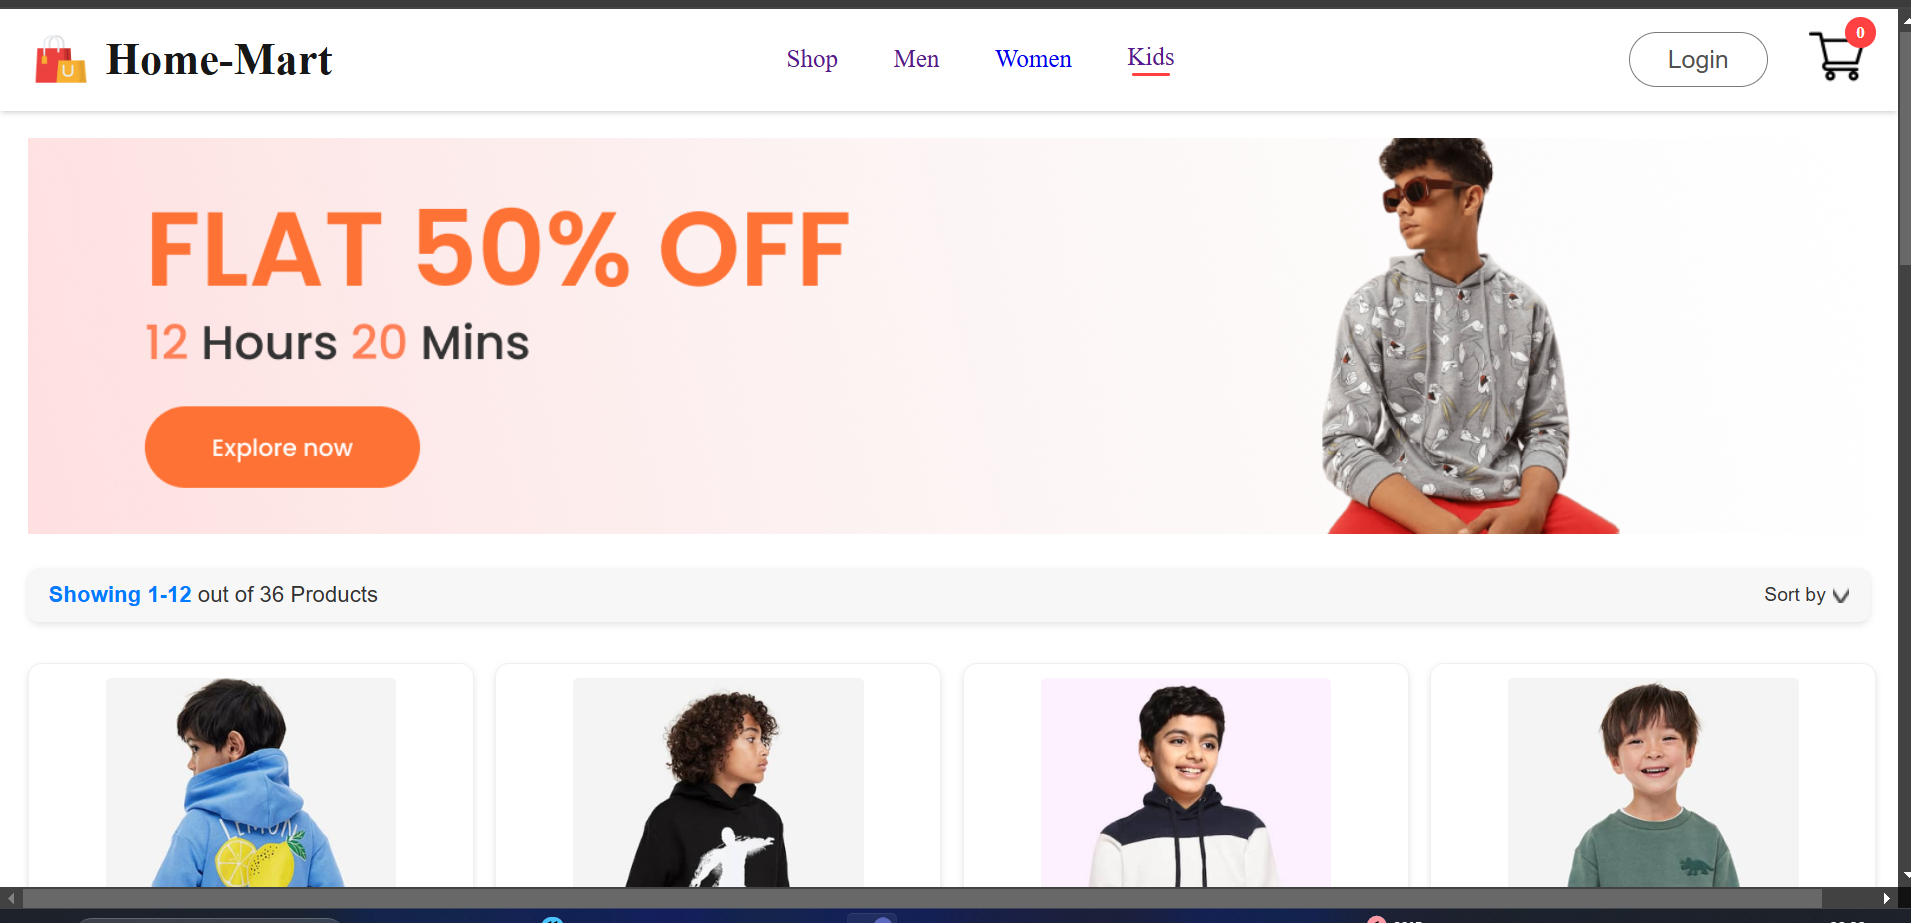 Home-Mart
Shop
Men
Women
Kids
Login
0
FLAT 50% OFF
12 Hours 20 Mins
Explore now
Showing 1-12 out of 36 Products
Sort by
LEMON